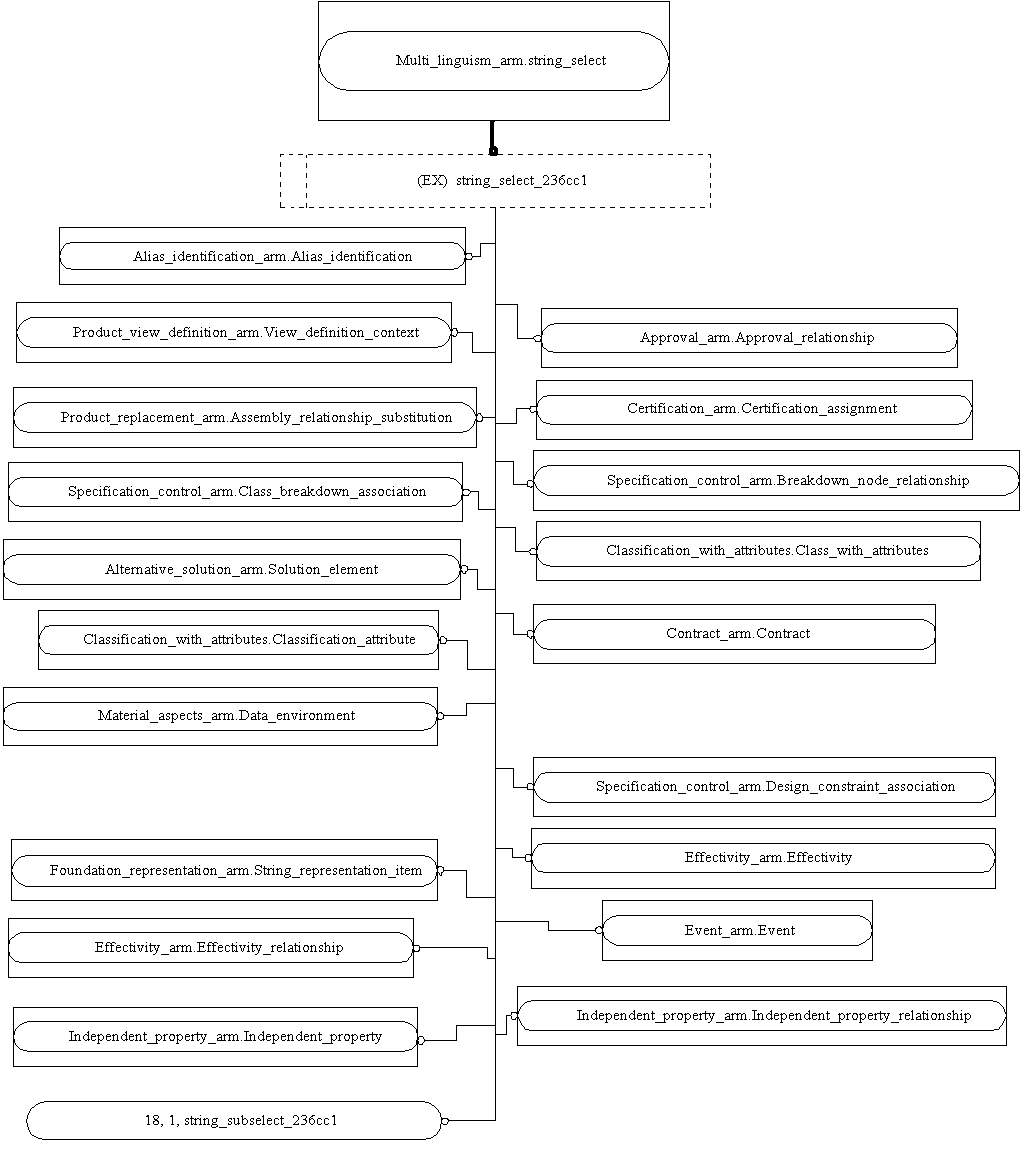 Multi_linguism_arm.string_select
(EX) string_select_236cc1
Alias_identification_arm.Alias_identification
Product_view_definition_arm.View_definition_context
Approval_arm.Approval_relationship
Product_replacement_arm.Assembly_relationship_substitution
Certification_arm.Certification_assignment
Specification_control_arm.Class_breakdown_association
Specification_control_arm.Breakdown_node_relationship
Classification_with_attributes.Class_with_attributes
Alternative_solution_arm.Solution_element
Classification_with_attributes.Classification_attribute
Contract_arm.Contract
Material_aspects_arm.Data_environment
Specification_control_arm.Design_constraint_association
Effectivity_arm.Effectivity
Foundation_representation_arm.String_representation_item
Event_arm.Event
Effectivity_arm.Effectivity_relationship
Independent_property_arm.Independent_property_relationship
Independent_property_arm.Independent_property
18, 1, string_subselect_236cc1